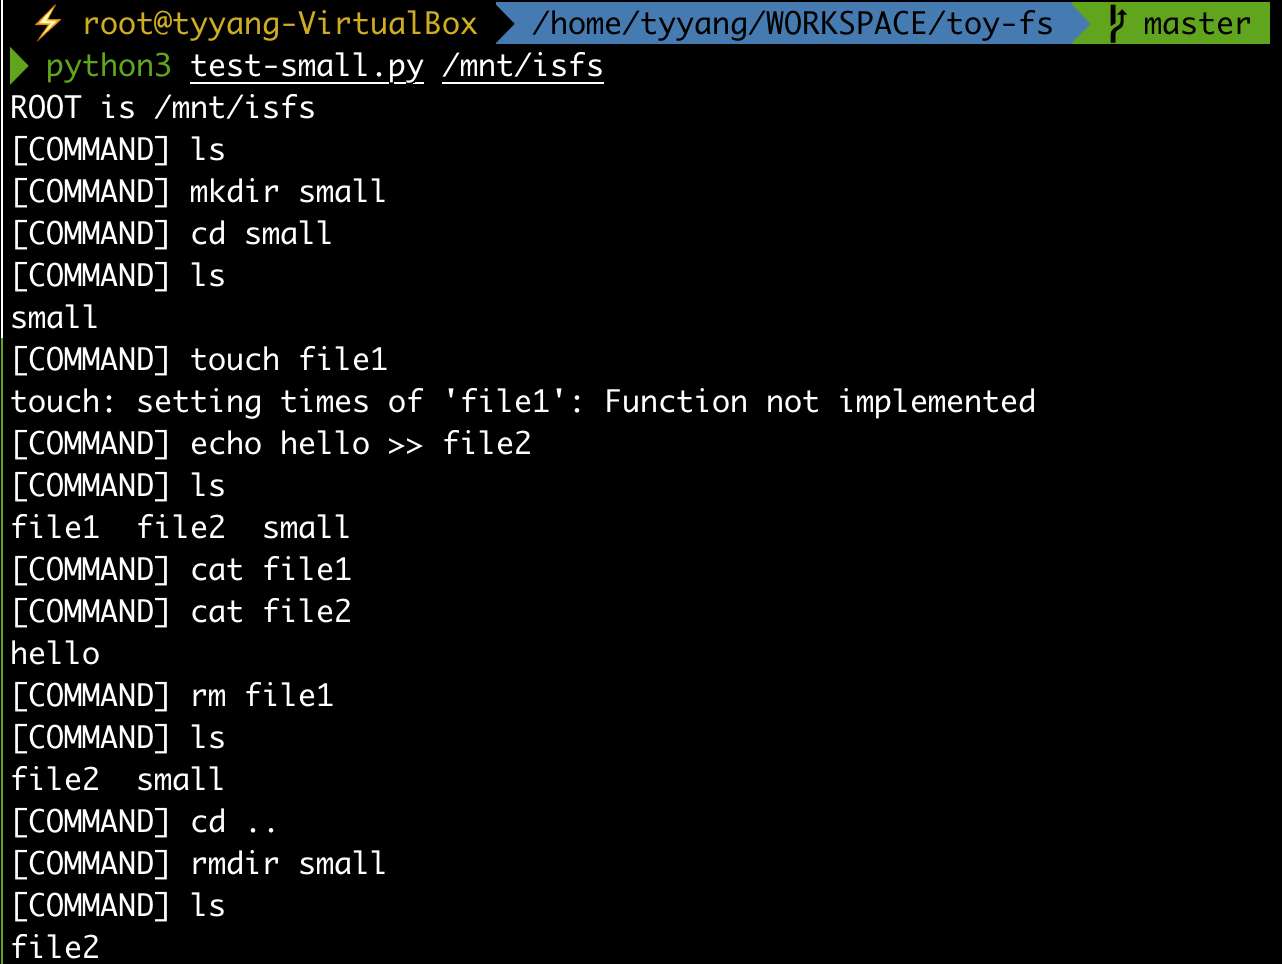 ⚡ root@tyyang-VirtualBox /home/tyyang/WORKSPACE/toy-fs master
python3 test-small.py /mnt/isfs
ROOT is /mnt/isfs
[COMMAND] ls
[COMMAND] mkdir small
[COMMAND] cd small
[COMMAND] ls
small
[COMMAND] touch file1
touch: setting times of 'file1': Function not implemented
[COMMAND] echo hello >> file2
[COMMAND] ls
file1  file2  small
[COMMAND] cat file1
[COMMAND] cat file2
hello
[COMMAND] rm file1
[COMMAND] ls
file2  small
[COMMAND] cd ..
[COMMAND] rmdir small
[COMMAND] ls
file2